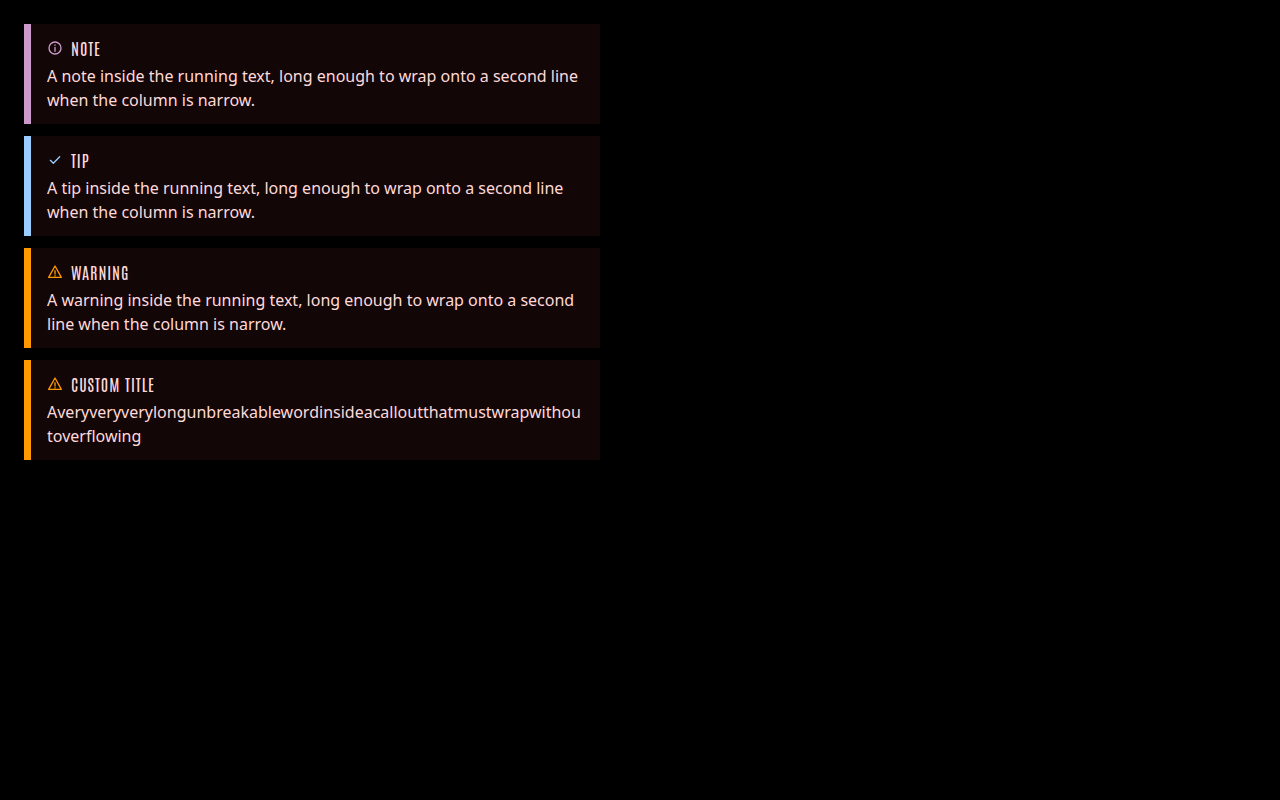 NOTE
A note inside the running text, long enough to wrap onto a second line
when the column is narrow.
TIP
A tip inside the running text, long enough to wrap onto a second line
when the column is narrow.
WARNING
A warning inside the running text, long enough to wrap onto a second
line when the column is narrow.
CUSTOM TITLE
Averyveryverylongunbreakablewordinsideacalloutthatmustwrapwithou
toverflowing